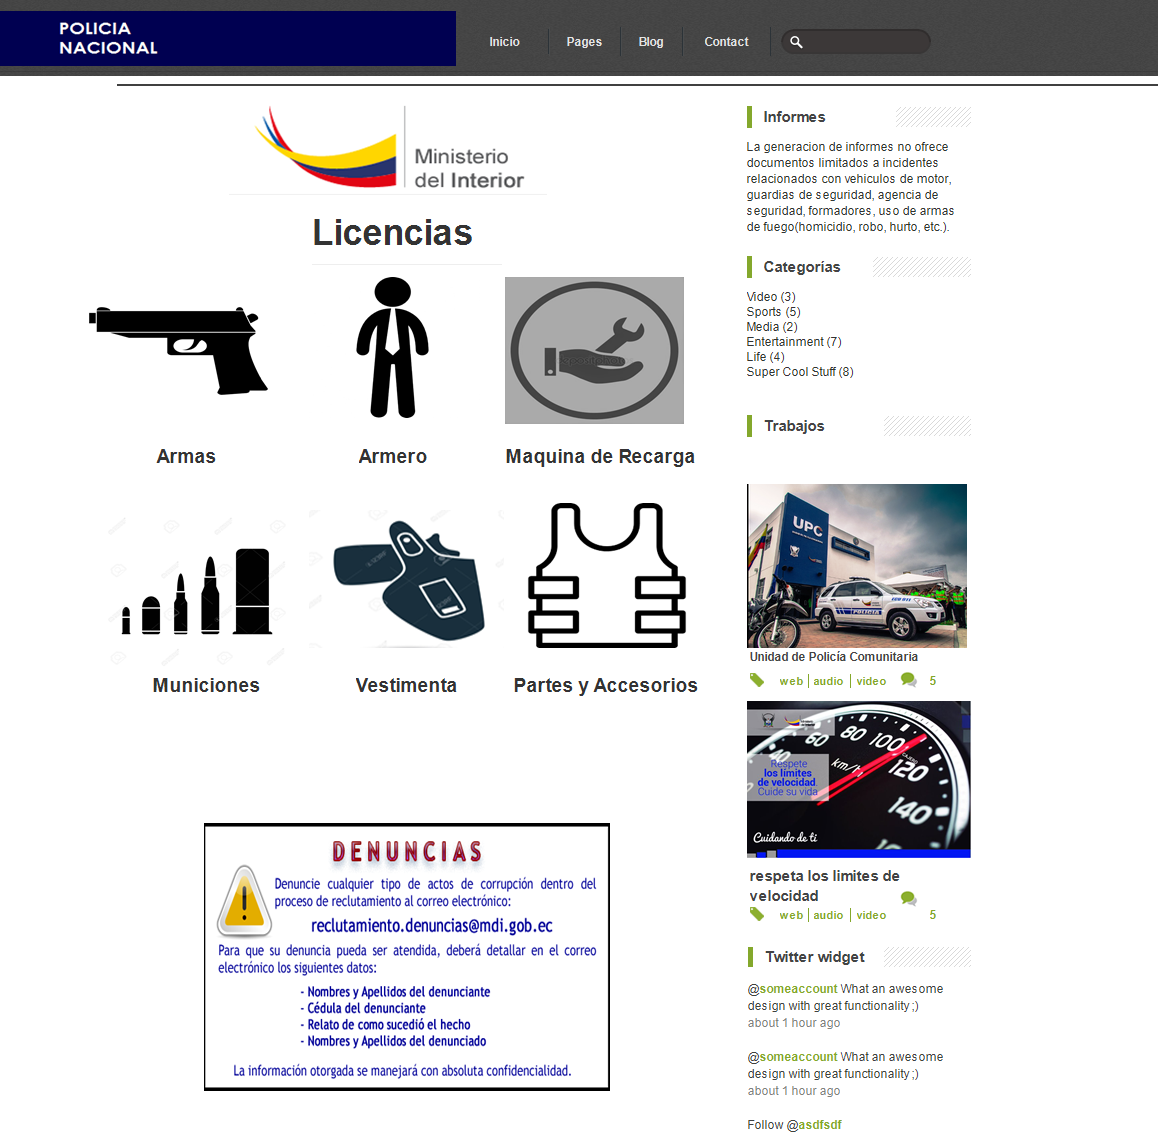 POLICIA
NACIONAL
Inicio
Pages
Blog
Contact
Ministerio
del Interior
Licencias
Armas
Armero
Maquina de Recarga
Municiones
Vestimenta
Partes y Accesorios
DENUNCIAS
Denuncie cualquier tipo de actos de corrupción dentro del
proceso de reclutamiento al correo electrónico:
reclutamiento.denuncias@mdi.gob.ec
Para que su denuncia pueda ser atendida, deberá detallar en el correo
electrónico los siguientes datos:
- Nombres y Apellidos del denunciante
- Cédula del denunciante
- Relato de como sucedió el hecho
- Nombres y Apellidos del denunciado
La información otorgada se manejará con absoluta confidencialidad.
Informes
La generacion de informes no ofrece
documentos limitados a incidentes
relacionados con vehiculos de motor,
guardias de seguridad, agencia de
seguridad, formadores, uso de armas
de fuego(homicidio, robo, hurto, etc.).
Categorías
Video (3)
Sports (5)
Media (2)
Entertainment (7)
Life (4)
Super Cool Stuff (8)
Trabajos
UPC
POLICIA
Unidad de Policía Comunitaria
web audio video 5
60 80 100 120 140
km/h
Respete
los límites
de velocidad.
Cuide su vida
Cuidando de ti
respeta los limites de
velocidad
web audio video 5
Twitter widget
@someaccount What an awesome
design with great functionality ;)
about 1 hour ago
@someaccount What an awesome
design with great functionality ;)
about 1 hour ago
Follow @asdfsdf